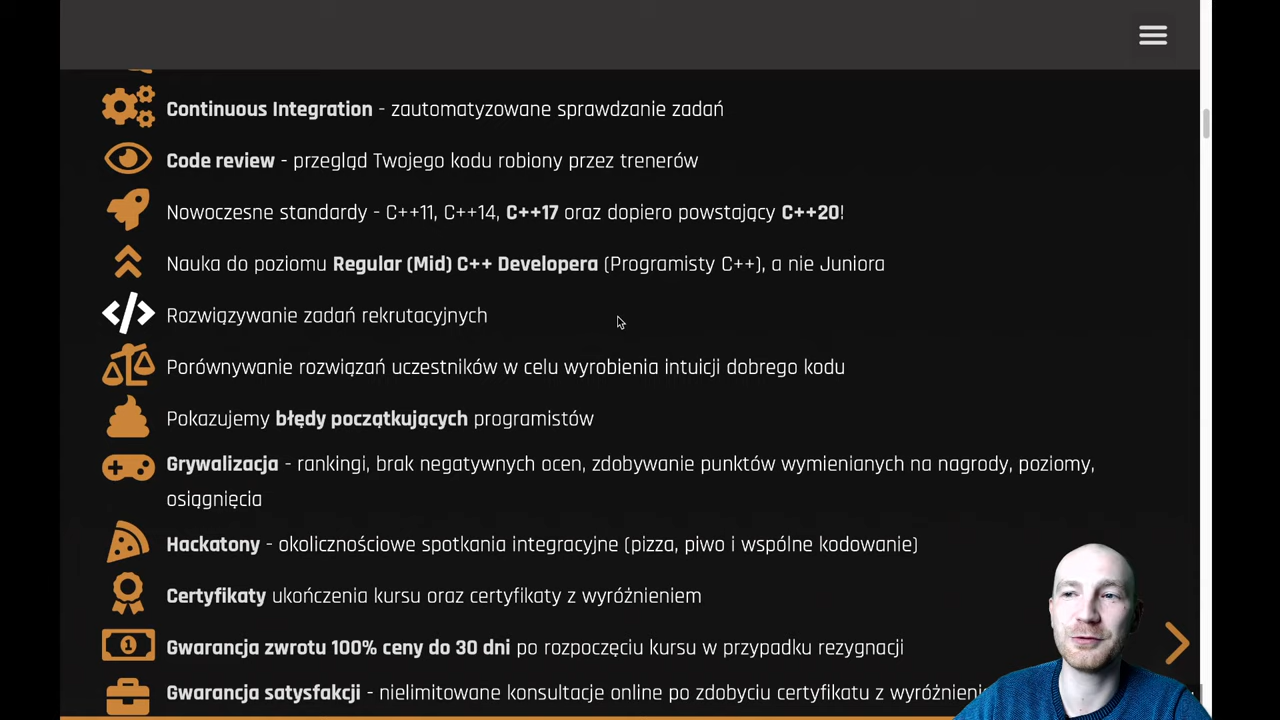 Continuous Integration - zautomatyzowane sprawdzanie zadań
Code review - przegląd Twojego kodu robiony przez trenerów
Nowoczesne standardy - C++11, C++14, C++17 oraz dopiero powstający C++20!
Nauka do poziomu Regular (Mid) C++ Developera (Programisty C++), a nie Juniora
Rozwiązywanie zadań rekrutacyjnych
Porównywanie rozwiązań uczestników w celu wyrobienia intuicji dobrego kodu
Pokazujemy błędy początkujących programistów
Grywalizacja - rankingi, brak negatywnych ocen, zdobywanie punktów wymienianych na nagrody, poziomy,
osiągnięcia
Hackatony - okolicznościowe spotkania integracyjne (pizza, piwo i wspólne kodowanie)
Certyfikaty ukończenia kursu oraz certyfikaty z wyróżnieniem
Gwarancja zwrotu 100% ceny do 30 dni po rozpoczęciu kursu w przypadku rezygnacji
Gwarancja satysfakcji - nielimitowane konsultacje online po zdobyciu certyfikatu z